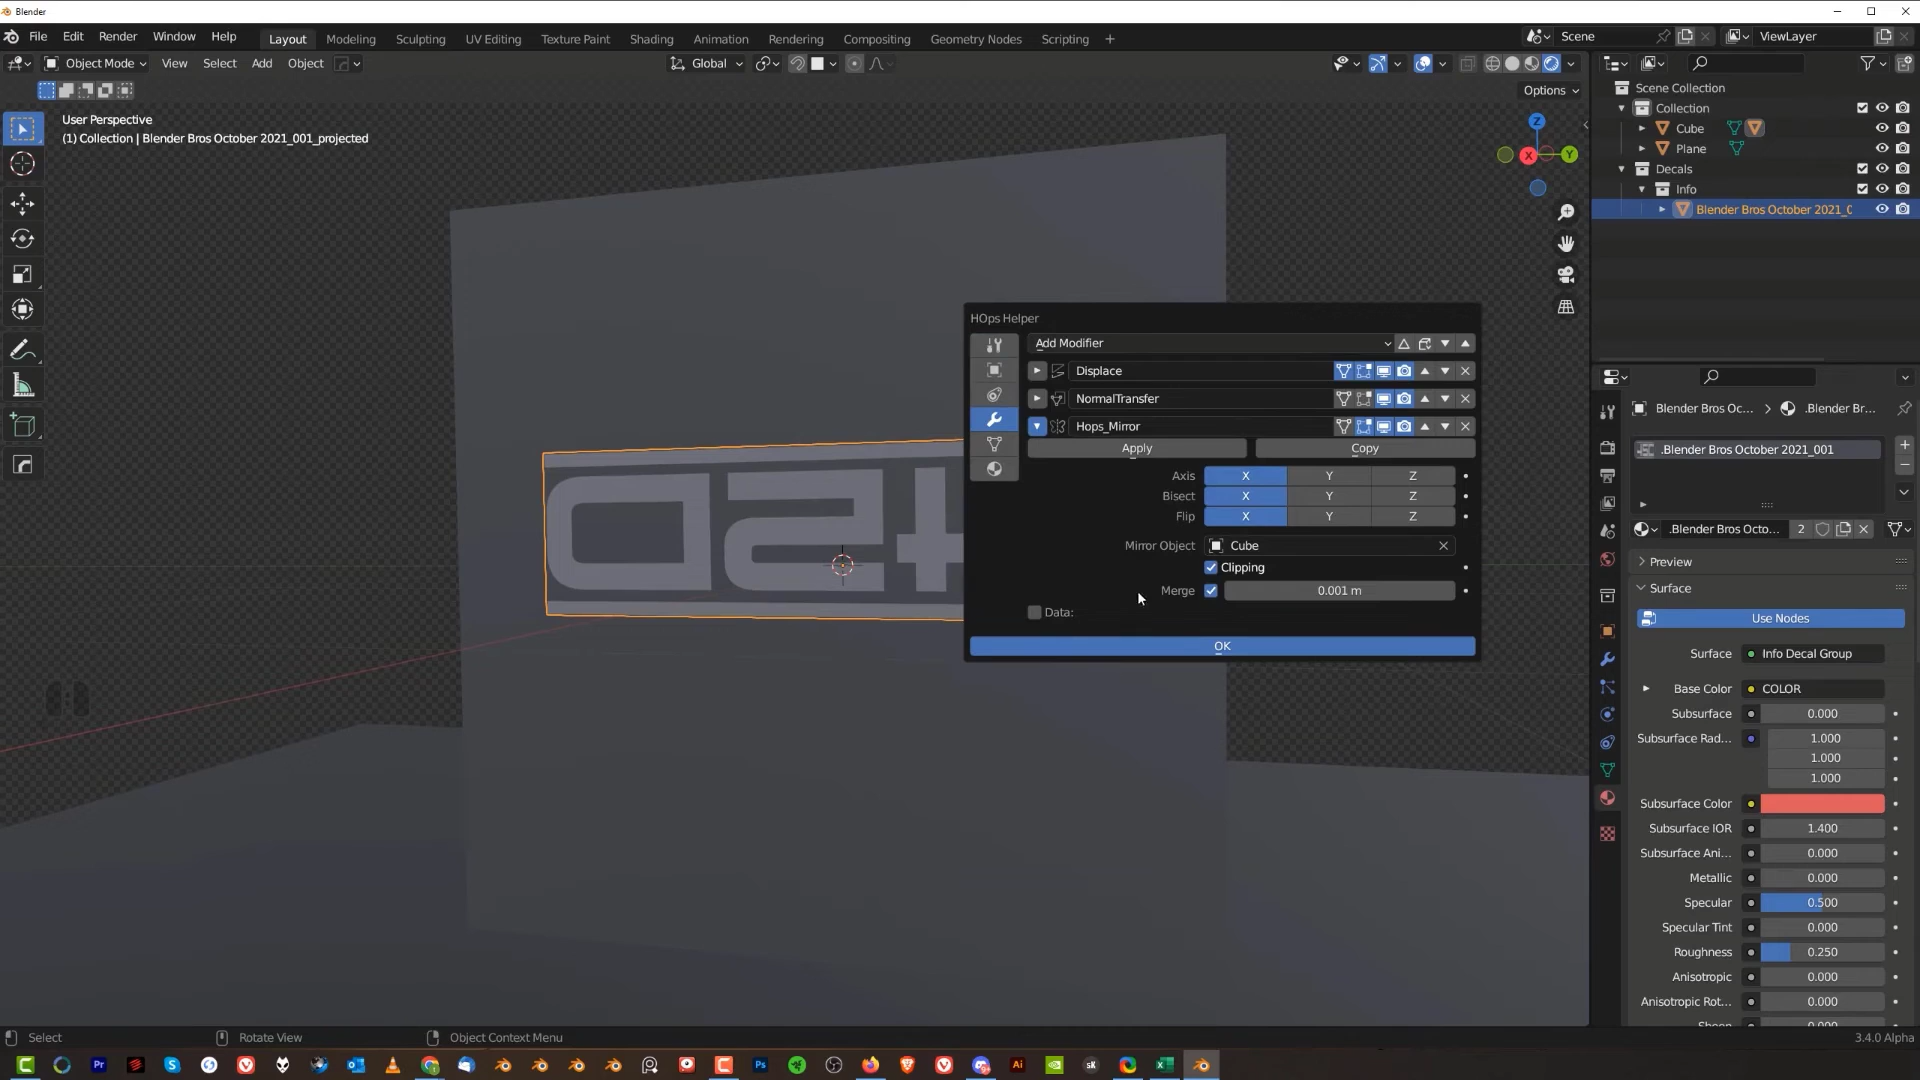 Blender
File Edit Render Window Help
Layout Modeling Sculpting UV Editing Texture Paint Shading Animation Rendering Compositing Geometry Nodes Scripting +
Scene
ViewLayer
Object Mode View Select Add Object
Global
Options
User Perspective
(1) Collection | Blender Bros October 2021_001_projected
Z
X
Y
Scene Collection
Collection
Cube
Plane
Decals
Info
Blender Bros October 2021_0
HOps Helper
Add Modifier
Displace
NormalTransfer
Hops_Mirror
Apply Copy
Axis X Y Z
Bisect X Y Z
Flip X Y Z
Mirror Object Cube
Clipping
Merge 0.001 m
Data:
OK
Blender Bros Oc... > .Blender Br...
.Blender Bros October 2021_001
.Blender Bros Octo... 2
Preview
Surface
Use Nodes
Surface Info Decal Group
Base Color COLOR
Subsurface 0.000
Subsurface Rad... 1.000
1.000
1.000
Subsurface Color
Subsurface IOR 1.400
Subsurface Ani... 0.000
Metallic 0.000
Specular 0.500
Specular Tint 0.000
Roughness 0.250
Anisotropic 0.000
Anisotropic Rot... 0.000
Select Rotate View Object Context Menu
3.4.0 Alpha
Pr
Ps
Ai
sK